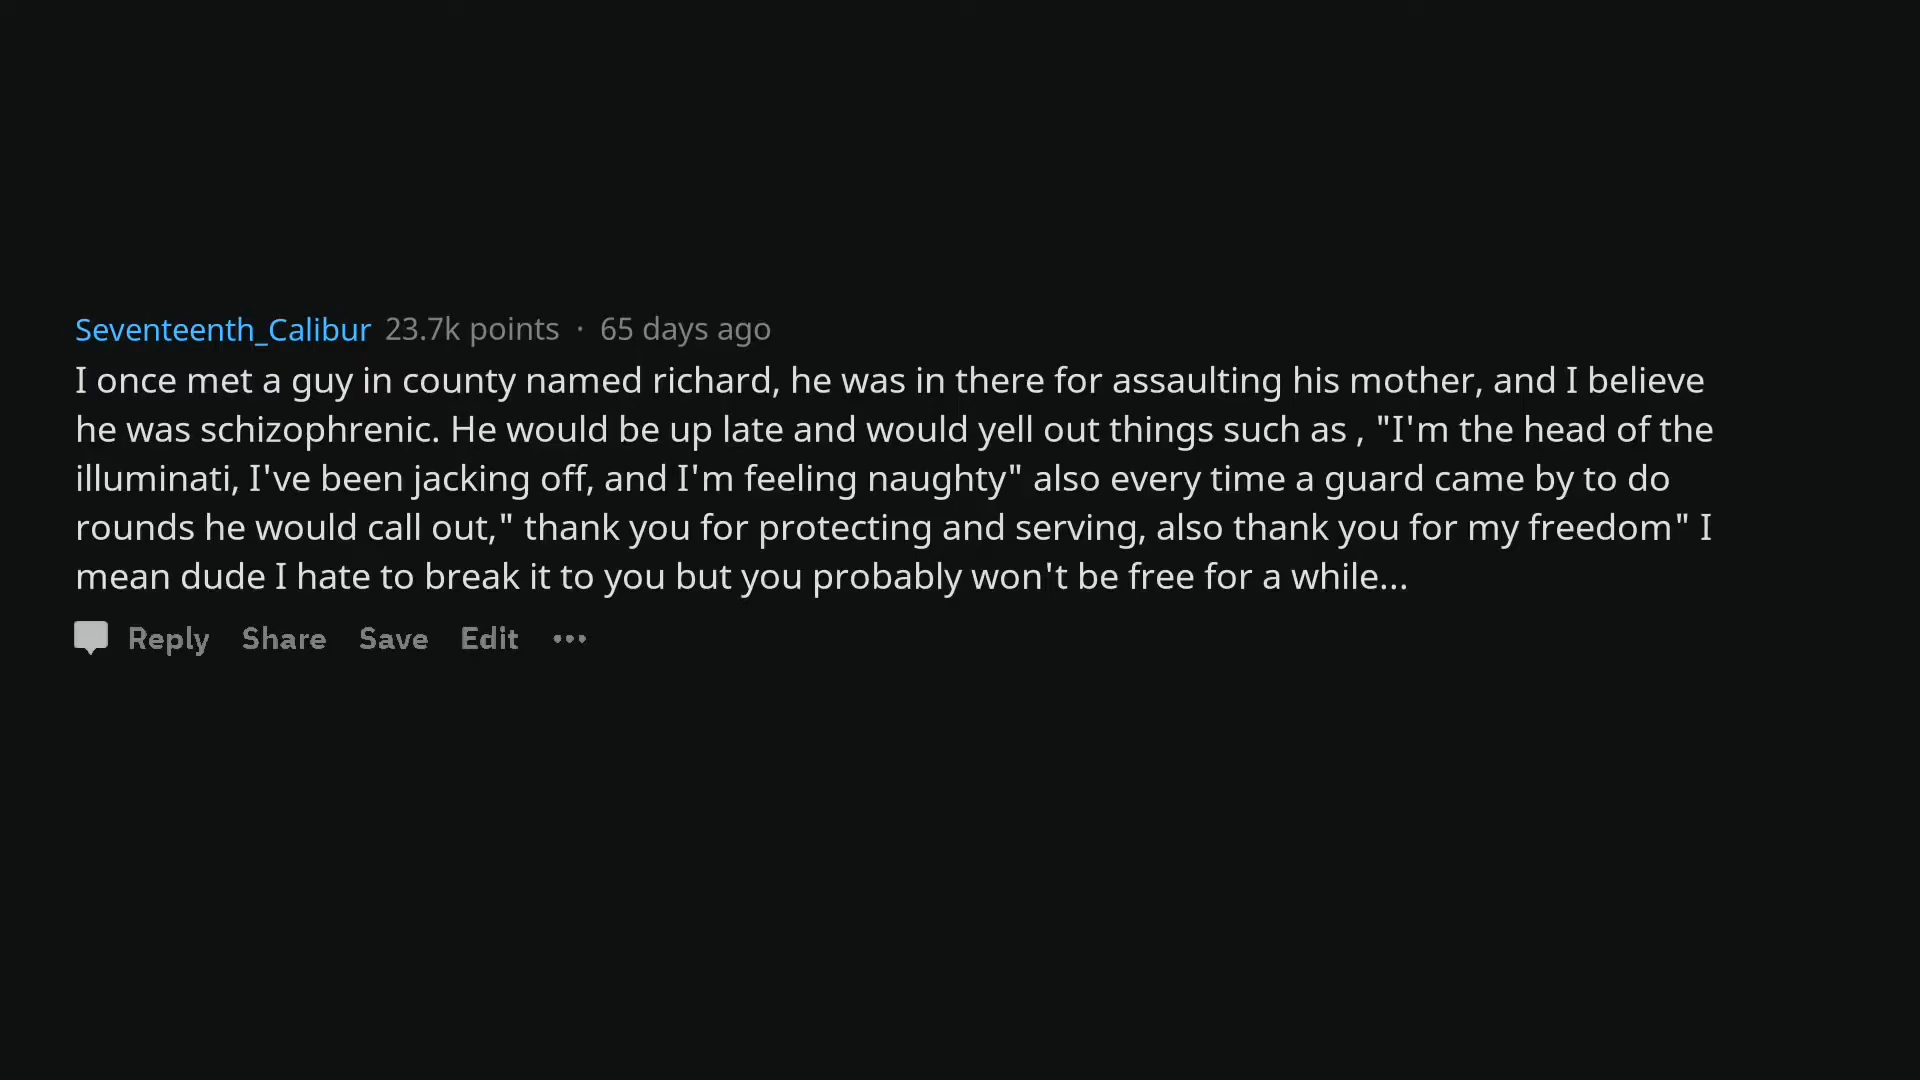 Seventeenth_Calibur 23.7k points · 65 days ago
I once met a guy in county named richard, he was in there for assaulting his mother, and I believe
he was schizophrenic. He would be up late and would yell out things such as , "I'm the head of the
illuminati, I've been jacking off, and I'm feeling naughty" also every time a guard came by to do
rounds he would call out," thank you for protecting and serving, also thank you for my freedom" I
mean dude I hate to break it to you but you probably won't be free for a while...
Reply Share Save Edit •••